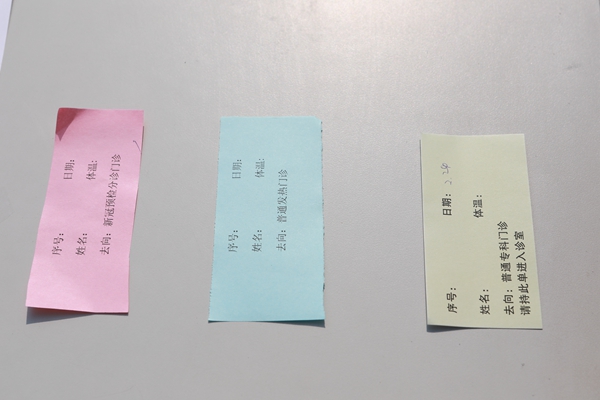 序号： 日期：
姓名： 体温：
去向：新冠预检分诊门诊
序号： 日期：
姓名： 体温：
去向：普通发热门诊
序号： 日期：
姓名： 体温：
去向：普通专科门诊
请持此单进入诊室